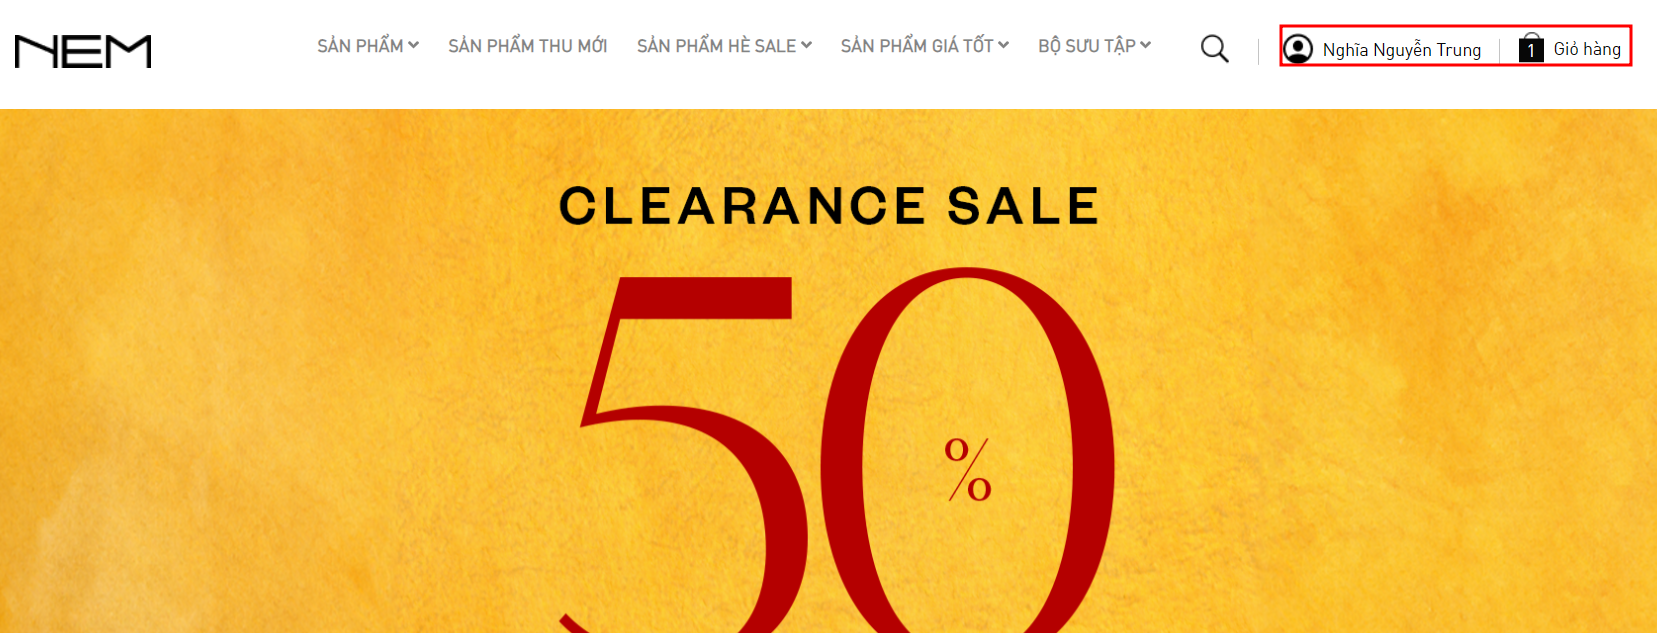 NEM
SẢN PHẨM
SẢN PHẨM THU MỚI
SẢN PHẨM HÈ SALE
SẢN PHẨM GIÁ TỐT
BỘ SƯU TẬP
Nghĩa Nguyễn Trung
1
Giỏ hàng
CLEARANCE SALE
50
%